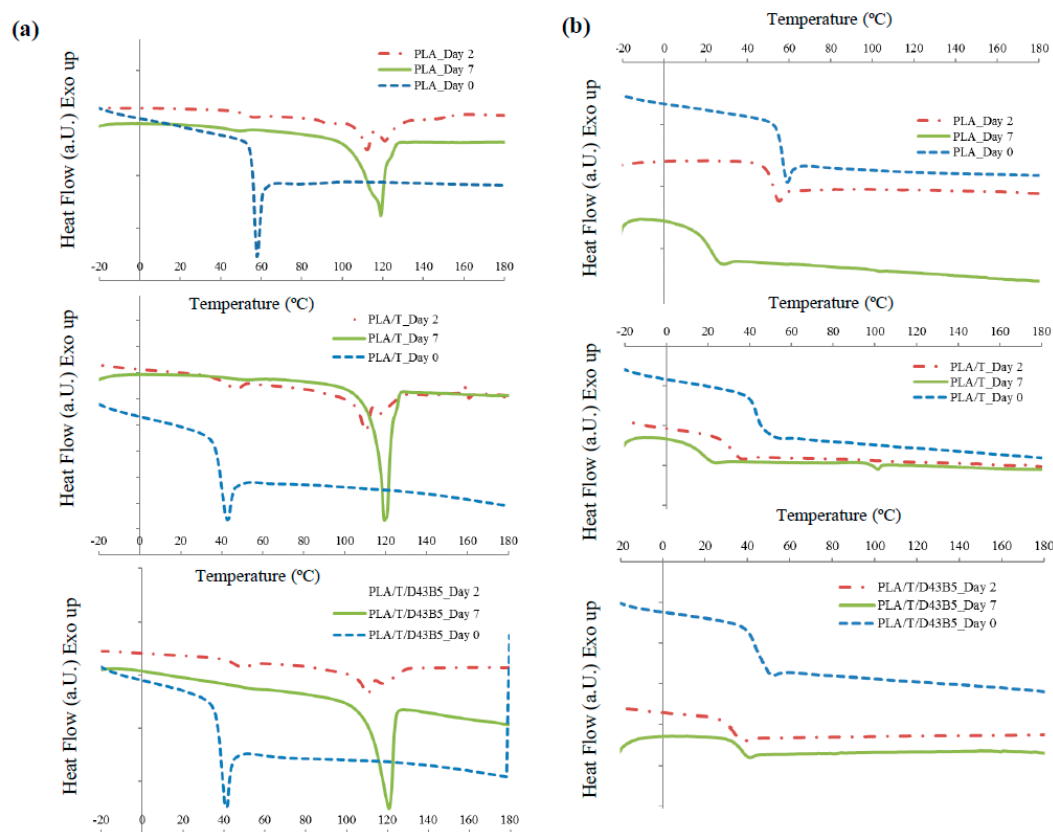 (a)
PLA_Day 2
PLA_Day 7
PLA_Day 0
Heat Flow (a.U.) Exo up
-20 0 20 40 60 80 100 120 140 160 180
Temperature (ºC)
PLA/T_Day 2
PLA/T_Day 7
PLA/T_Day 0
Heat Flow (a.U.) Exo up
-20 0 20 40 60 80 100 120 140 160 180
Temperature (ºC)
PLA/T/D43B5_Day 2
PLA/T/D43B5_Day 7
PLA/T/D43B5_Day 0
Heat Flow (a.U.) Exo up
-20 0 20 40 60 80 100 120 140 160 180
(b)
Temperature (ºC)
-20 0 20 40 60 80 100 120 140 160 180
PLA_Day 2
PLA_Day 7
PLA_Day 0
Heat Flow (a.U.) Exo up
Temperature (ºC)
-20 0 20 40 60 80 100 120 140 160 180
PLA/T_Day 2
PLA/T_Day 7
PLA/T_Day 0
Heat Flow (a.U.) Exo up
Temperature (ºC)
20 0 20 40 60 80 100 120 140 160 180
PLA/T/D43B5_Day 2
PLA/T/D43B5_Day 7
PLA/T/D43B5_Day 0
Heat Flow (a.U.) Exo up